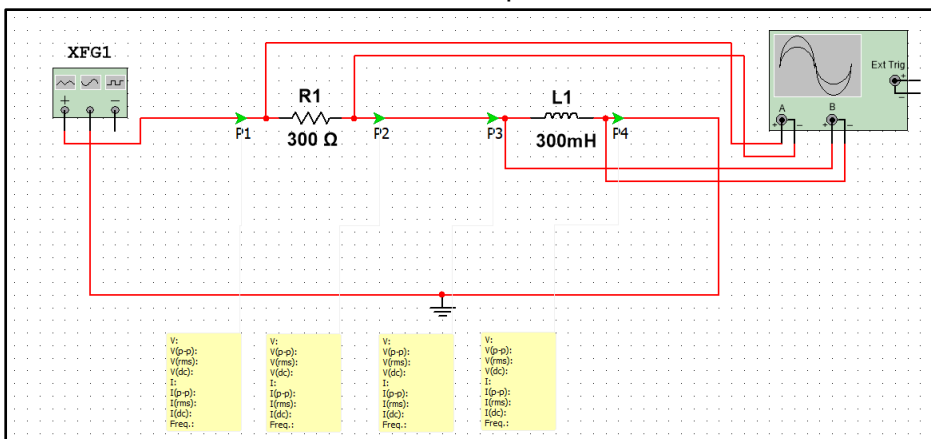 XFG1
Ext Trig
+
−
R1
L1
A
B
+ −
+ − + −
P1
P2
P3
P4
300 Ω
300mH
V:
V(p-p):
V(rms):
V(dc):
I:
I(p-p):
I(rms):
I(dc):
Freq.:
V:
V(p-p):
V(rms):
V(dc):
I:
I(p-p):
I(rms):
I(dc):
Freq.:
V:
V(p-p):
V(rms):
V(dc):
I:
I(p-p):
I(rms):
I(dc):
Freq.:
V:
V(p-p):
V(rms):
V(dc):
I:
I(p-p):
I(rms):
I(dc):
Freq.: